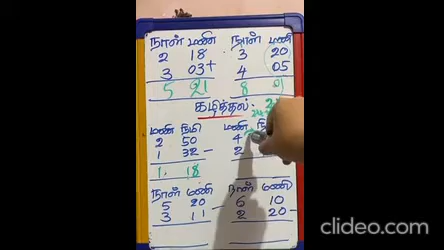 நாள் மணி நாள் மணி
2 18 3 20
3 03+ 4 05
5 21 8
கழித்தல்
மணி நிமி மணி
2 50 4
1 32- 2
1. 18
நாள் மணி நாள் மணி
5 20 6 10
3 11- 2 20-
clideo.com